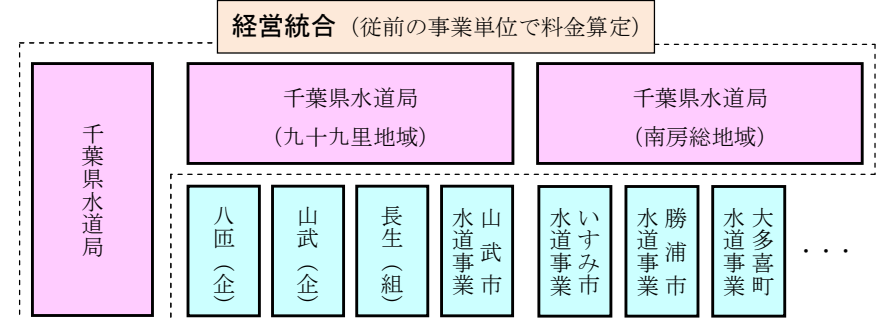 経営統合（従前の事業単位で料金算定）
千葉県水道局
千葉県水道局
（九十九里地域）
千葉県水道局
（南房総地域）
八匝（企）
山武（企）
長生（組）
山武市
水道事業
いすみ市
水道事業
勝浦市
水道事業
大多喜町
水道事業
・・・